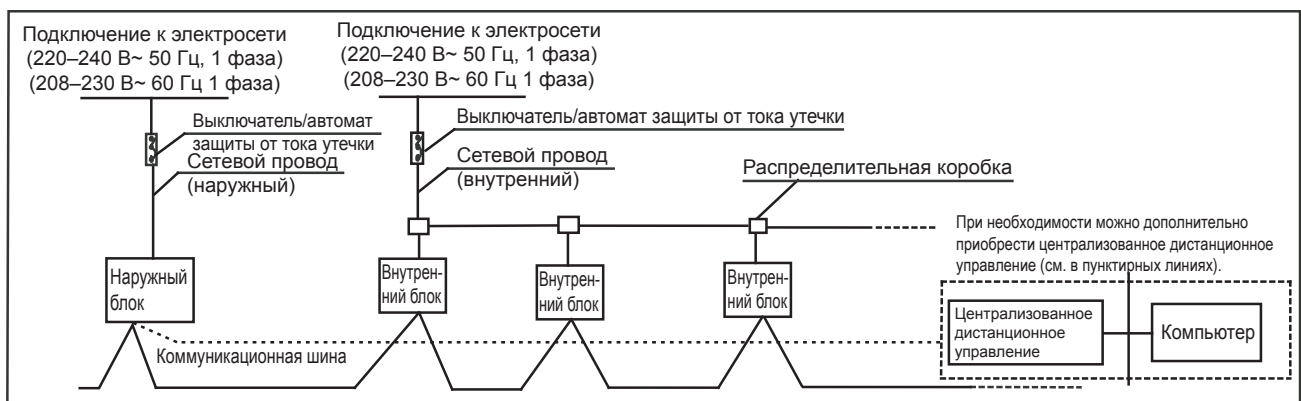 Подключение к электросети
(220–240 В~ 50 Гц, 1 фаза)
(208–230 В~ 60 Гц 1 фаза)
Подключение к электросети
(220–240 В~ 50 Гц, 1 фаза)
(208–230 В~ 60 Гц 1 фаза)
Выключатель/автомат
защиты от тока утечки
Сетевой провод
(наружный)
Выключатель/автомат защиты от тока утечки
Сетевой провод
(внутренний)
Распределительная коробка
При необходимости можно дополнительно
приобрести централизованное дистанционное
управление (см. в пунктирных линиях).
Наружный
блок
Внутрен-
ний блок
Внутрен-
ний блок
Внутрен-
ний блок
Централизованное
дистанционное
управление
Компьютер
Коммуникационная шина